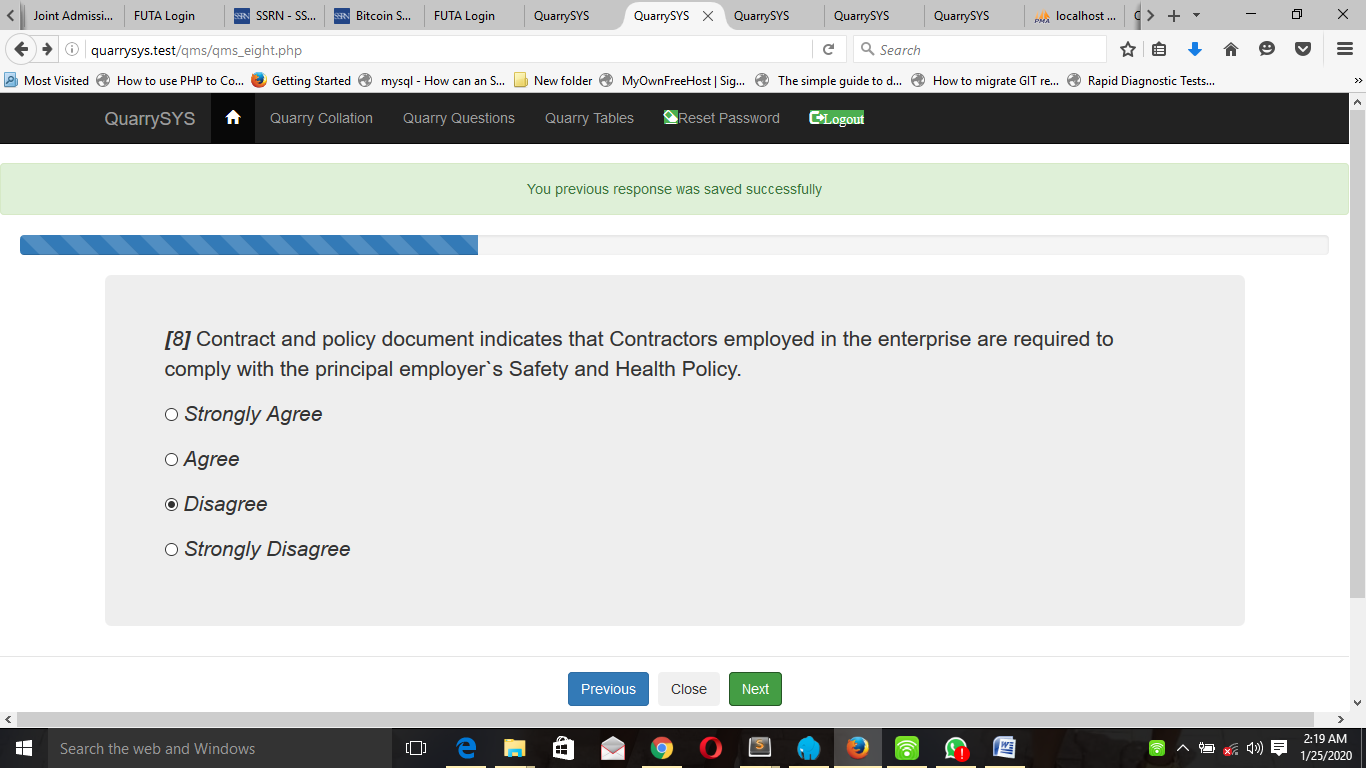 Joint Admissi...
FUTA Login
SSRN - SS...
Bitcoin S...
FUTA Login
QuarrySYS
QuarrySYS
QuarrySYS
QuarrySYS
QuarrySYS
localhost ...
quarrysys.test/qms/qms_eight.php
Search
Most Visited
How to use PHP to Co...
Getting Started
mysql - How can an S...
New folder
MyOwnFreeHost | Sig...
The simple guide to d...
How to migrate GIT re...
Rapid Diagnostic Tests...
QuarrySYS
Quarry Collation
Quarry Questions
Quarry Tables
Reset Password
Logout
You previous response was saved successfully
[8] Contract and policy document indicates that Contractors employed in the enterprise are required to
comply with the principal employer`s Safety and Health Policy.
Strongly Agree
Agree
Disagree
Strongly Disagree
Previous
Close
Next
Search the web and Windows
2:19 AM
1/25/2020